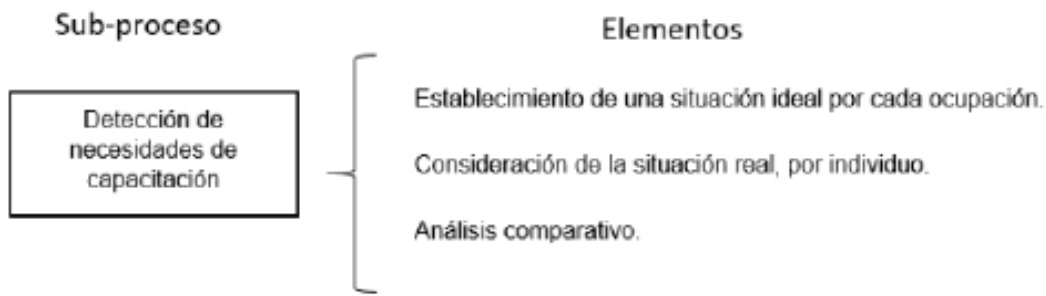 Sub-proceso
Elementos
Detección de
necesidades de
capacitación
Establecimiento de una situación ideal por cada ocupación.
Consideración de la situación real, por individuo.
Análisis comparativo.